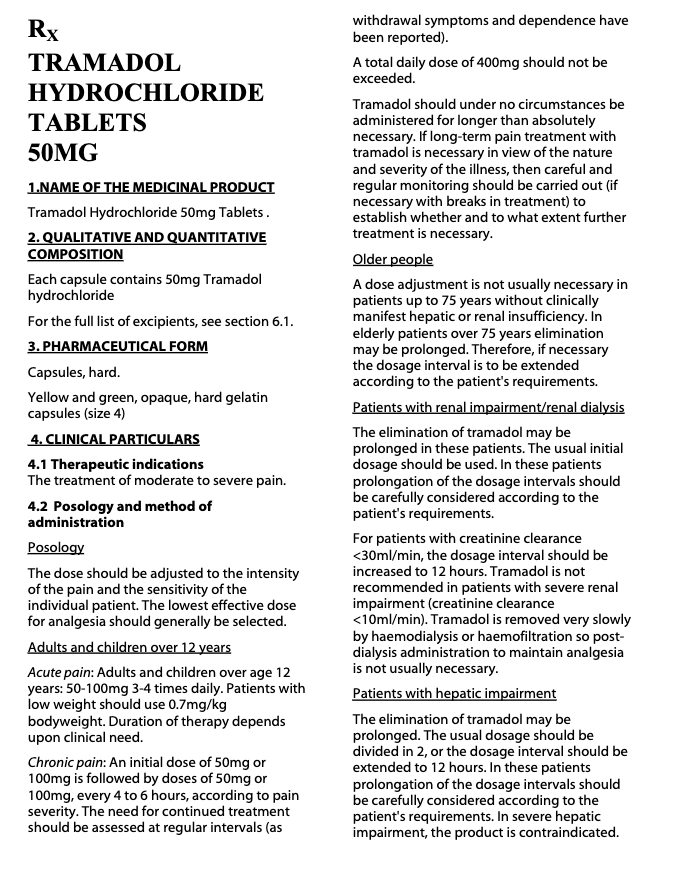 Rx
TRAMADOL
HYDROCHLORIDE
TABLETS
50MG
1.NAME OF THE MEDICINAL PRODUCT
Tramadol Hydrochloride 50mg Tablets .
2. QUALITATIVE AND QUANTITATIVE
COMPOSITION
Each capsule contains 50mg Tramadol
hydrochloride
For the full list of excipients, see section 6.1.
3. PHARMACEUTICAL FORM
Capsules, hard.
Yellow and green, opaque, hard gelatin
capsules (size 4)
4. CLINICAL PARTICULARS
4.1 Therapeutic indications
The treatment of moderate to severe pain.
4.2 Posology and method of
administration
Posology
The dose should be adjusted to the intensity
of the pain and the sensitivity of the
individual patient. The lowest effective dose
for analgesia should generally be selected.
Adults and children over 12 years
Acute pain: Adults and children over age 12
years: 50-100mg 3-4 times daily. Patients with
low weight should use 0.7mg/kg
bodyweight. Duration of therapy depends
upon clinical need.
Chronic pain: An initial dose of 50mg or
100mg is followed by doses of 50mg or
100mg, every 4 to 6 hours, according to pain
severity. The need for continued treatment
should be assessed at regular intervals (as
withdrawal symptoms and dependence have
been reported).
A total daily dose of 400mg should not be
exceeded.
Tramadol should under no circumstances be
administered for longer than absolutely
necessary. If long-term pain treatment with
tramadol is necessary in view of the nature
and severity of the illness, then careful and
regular monitoring should be carried out (if
necessary with breaks in treatment) to
establish whether and to what extent further
treatment is necessary.
Older people
A dose adjustment is not usually necessary in
patients up to 75 years without clinically
manifest hepatic or renal insufficiency. In
elderly patients over 75 years elimination
may be prolonged. Therefore, if necessary
the dosage interval is to be extended
according to the patient's requirements.
Patients with renal impairment/renal dialysis
The elimination of tramadol may be
prolonged in these patients. The usual initial
dosage should be used. In these patients
prolongation of the dosage intervals should
be carefully considered according to the
patient's requirements.
For patients with creatinine clearance
<30ml/min, the dosage interval should be
increased to 12 hours. Tramadol is not
recommended in patients with severe renal
impairment (creatinine clearance
<10ml/min). Tramadol is removed very slowly
by haemodialysis or haemofiltration so post-
dialysis administration to maintain analgesia
is not usually necessary.
Patients with hepatic impairment
The elimination of tramadol may be
prolonged. The usual dosage should be
divided in 2, or the dosage interval should be
extended to 12 hours. In these patients
prolongation of the dosage intervals should
be carefully considered according to the
patient's requirements. In severe hepatic
impairment, the product is contraindicated.